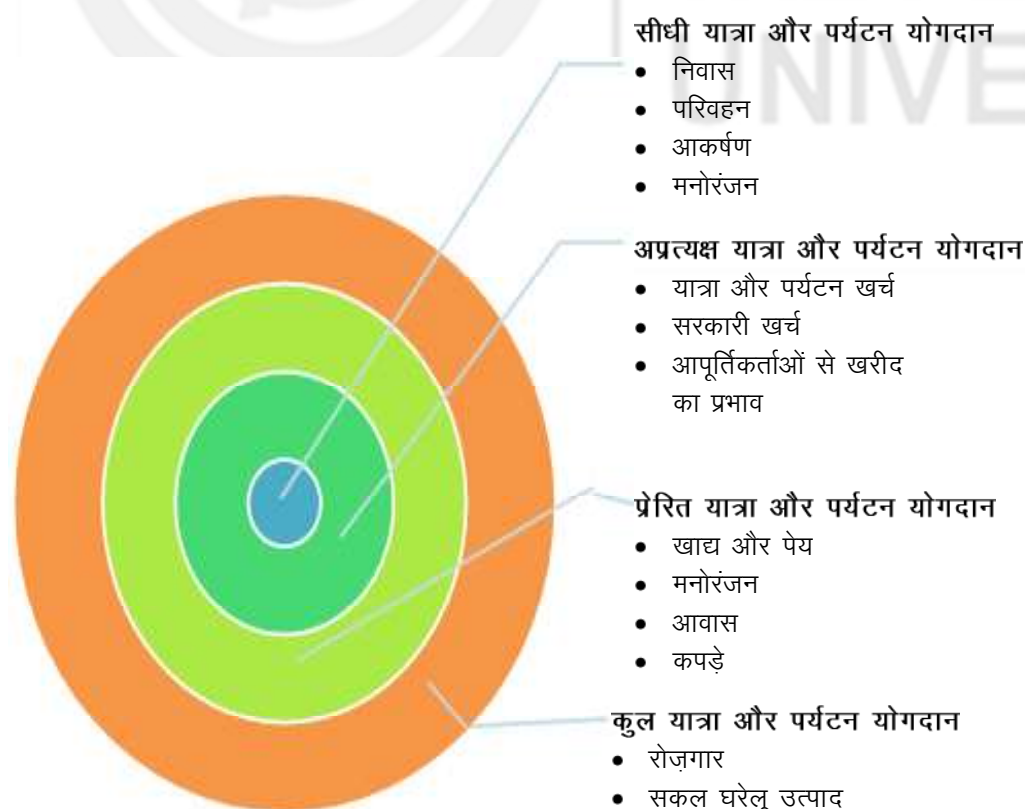 UNIVE
सीधी यात्रा और पर्यटन योगदान
• निवास
• परिवहन
• आकर्षण
• मनोरंजन
अप्रत्यक्ष यात्रा और पर्यटन योगदान
• यात्रा और पर्यटन खर्च
• सरकारी खर्च
• आपूर्तिकर्ताओं से खरीद
का प्रभाव
प्रेरित यात्रा और पर्यटन योगदान
• खाद्य और पेय
• मनोरंजन
• आवास
• कपड़े
कुल यात्रा और पर्यटन योगदान
• रोज़गार
• सकल घरेलू उत्पाद